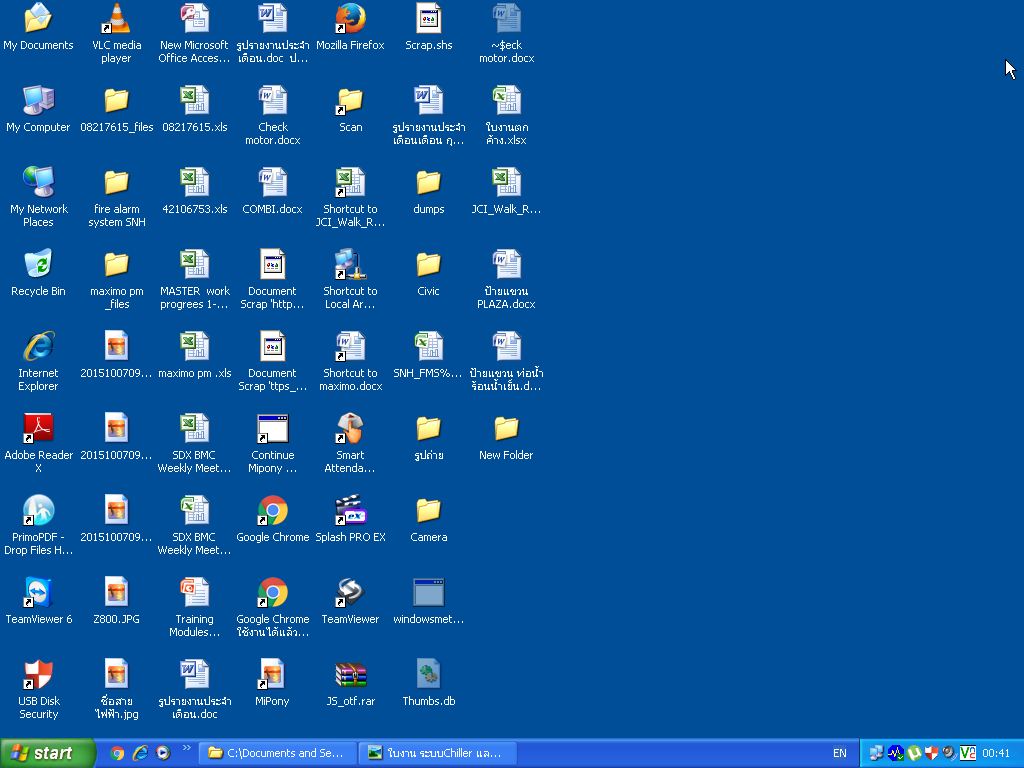 My Documents
VLC media
player
New Microsoft
Office Acces...
รูปรายงานประจำ
เดือน.doc ป...
Mozilla Firefox
Scrap.shs
~$eck
motor.docx
My Computer
08217615_files
08217615.xls
Check
motor.docx
Scan
รูปรายงานประจำ
เดือนเดือน กุ...
ใบงานตก
ค้าง.xlsx
My Network
Places
fire alarm
system SNH
42106753.xls
COMBI.docx
Shortcut to
JCI_Walk_R...
dumps
JCI_Walk_R...
Recycle Bin
maximo pm
_files
MASTER work
progrees 1-...
Document
Scrap 'http...
Shortcut to
Local Ar...
Civic
ป้ายแขวน
PLAZA.docx
Internet
Explorer
2015100709...
maximo pm .xls
Document
Scrap 'ttps_...
Shortcut to
maximo.docx
SNH_FMS%...
ป้ายแขวน ท่อน้ำ
ร้อนน้ำเย็น.d...
Adobe Reader
X
2015100709...
SDX BMC
Weekly Meet...
Continue
Mipony ...
Smart
Attenda...
รูปถ่าย
New Folder
PrimoPDF -
Drop Files H...
2015100709...
SDX BMC
Weekly Meet...
Google Chrome
Splash PRO EX
Camera
TeamViewer 6
Z800.JPG
Training
Modules...
Google Chrome
ใช้งานได้แล้ว...
TeamViewer
windowsmet...
USB Disk
Security
ชื่อสาย
ไฟฟ้า.jpg
รูปรายงานประจำ
เดือน.doc
MiPony
JS_otf.rar
Thumbs.db
start
C:\Documents and Se...
ใบงาน ระบบChiller แล...
EN
00:41